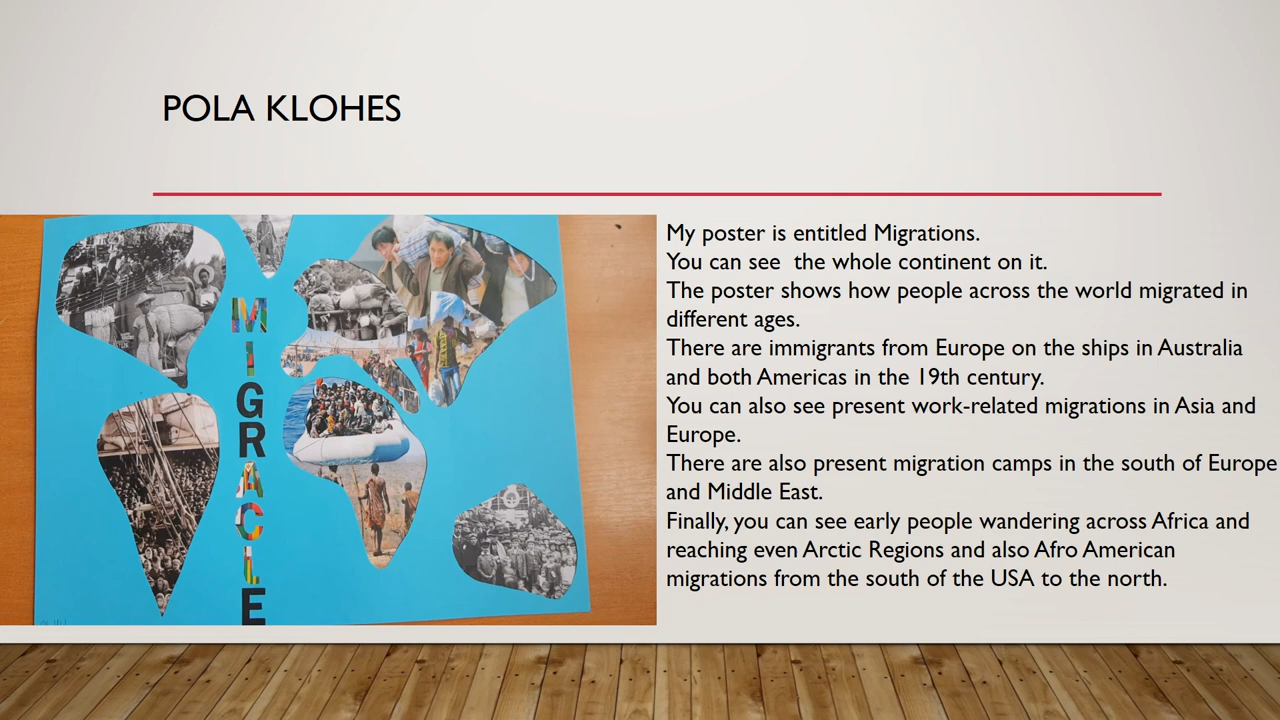 POLA KLOHES
My poster is entitled Migrations.
You can see  the whole continent on it.
The poster shows how people across the world migrated in
different ages.
There are immigrants from Europe on the ships in Australia
and both Americas in the 19th century.
You can also see present work-related migrations in Asia and
Europe.
There are also present migration camps in the south of Europe
and Middle East.
Finally, you can see early people wandering across Africa and
reaching even Arctic Regions and also Afro American
migrations from the south of the USA to the north.
MIGRACLE